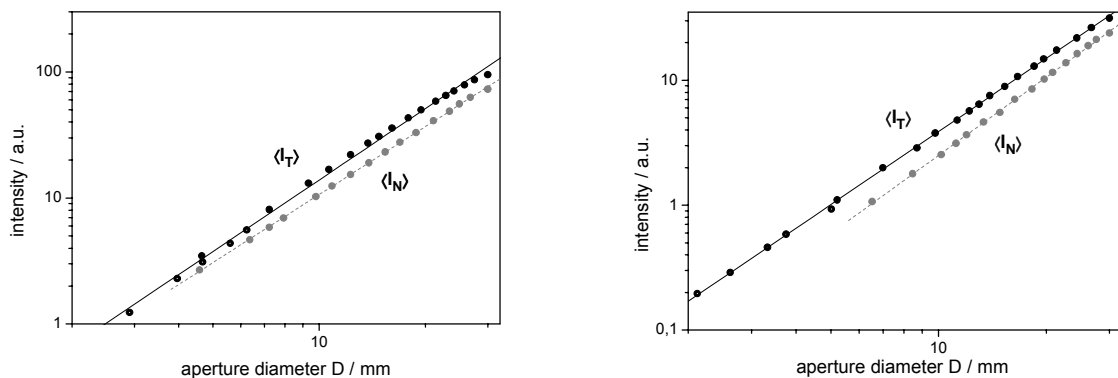 100
10
1
intensity / a.u.
⟨I_T⟩
⟨I_N⟩
10
aperture diameter D / mm
10
1
0,1
intensity / a.u.
⟨I_T⟩
⟨I_N⟩
10
aperture diameter D / mm